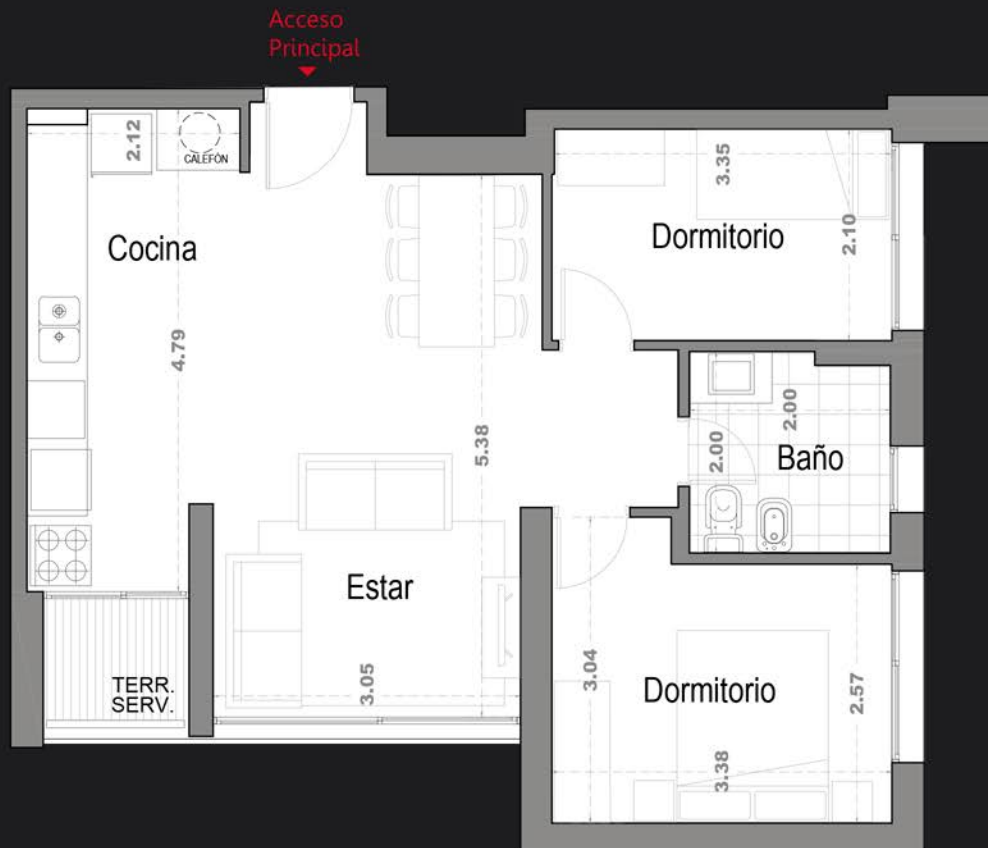 Acceso
Principal
2.12
CALEFÓN
3.35
Cocina
Dormitorio
2.10
4.79
5.38
2.00
2.00
Baño
Estar
3.04
TERR.
SERV.
3.05
Dormitorio
2.57
3.38